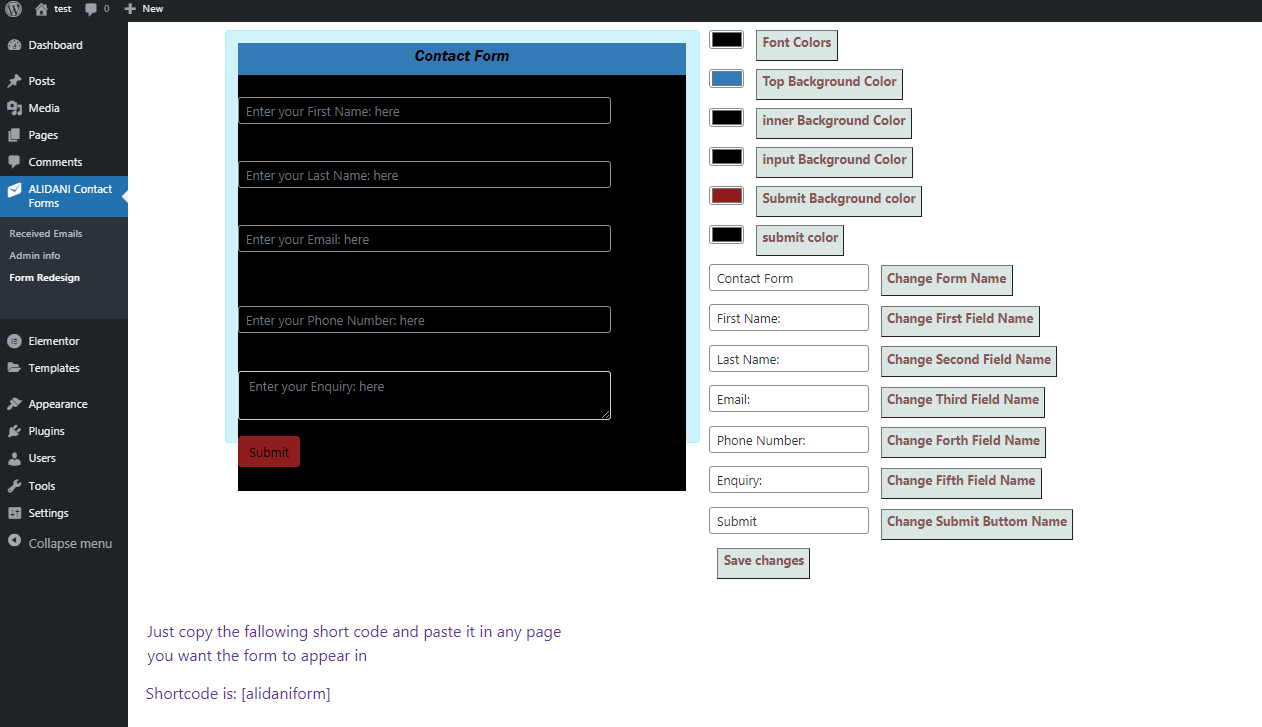 test 0 New
Dashboard
Posts
Media
Pages
Comments
ALIDANI Contact
Forms
Received Emails
Admin info
Form Redesign
Elementor
Templates
Appearance
Plugins
Users
Tools
Settings
Collapse menu
Contact Form
Enter your First Name: here
Enter your Last Name: here
Enter your Email: here
Enter your Phone Number: here
Enter your Enquiry: here
Submit
Font Colors
Top Background Color
inner Background Color
input Background Color
Submit Background color
submit color
Contact Form Change Form Name
First Name: Change First Field Name
Last Name: Change Second Field Name
Email: Change Third Field Name
Phone Number: Change Forth Field Name
Enquiry: Change Fifth Field Name
Submit Change Submit Buttom Name
Save changes
Just copy the fallowing short code and paste it in any page
you want the form to appear in
Shortcode is: [alidaniform]